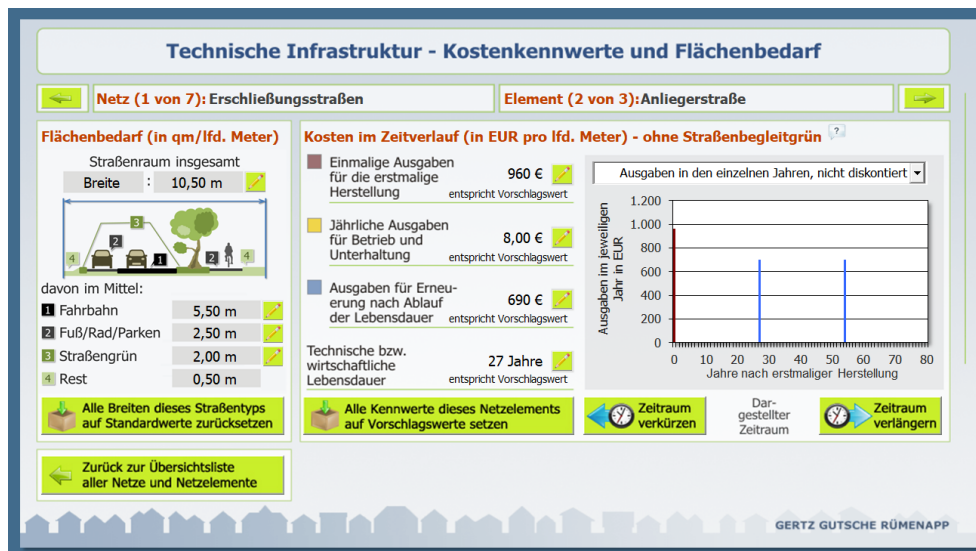 Technische Infrastruktur - Kostenkennwerte und Flächenbedarf
Netz (1 von 7): Erschließungsstraßen
Element (2 von 3): Anliegerstraße
Flächenbedarf (in qm/lfd. Meter)
Straßenraum insgesamt
Breite : 10,50 m
3
2
4
1
2
4
davon im Mittel:
1 Fahrbahn 5,50 m
2 Fuß/Rad/Parken 2,50 m
3 Straßengrün 2,00 m
4 Rest 0,50 m
Alle Breiten dieses Straßentyps
auf Standardwerte zurücksetzen
Zurück zur Übersichtsliste
aller Netze und Netzelemente
Kosten im Zeitverlauf (in EUR pro lfd. Meter) - ohne Straßenbegleitgrün ?
Einmalige Ausgaben
für die erstmalige
Herstellung
960 €
entspricht Vorschlagswert
Jährliche Ausgaben
für Betrieb und
Unterhaltung
8,00 €
entspricht Vorschlagswert
Ausgaben für Erneu-
erung nach Ablauf
der Lebensdauer
690 €
entspricht Vorschlagswert
Technische bzw.
wirtschaftliche
Lebensdauer
27 Jahre
entspricht Vorschlagswert
Alle Kennwerte dieses Netzelements
auf Vorschlagswerte setzen
Ausgaben in den einzelnen Jahren, nicht diskontiert
Ausgaben im jeweiligen
Jahr in EUR
1.200
1.000
800
600
400
200
0
0 10 20 30 40 50 60 70 80
Jahre nach erstmaliger Herstellung
Zeitraum
verkürzen
Dar-
gestellter
Zeitraum
Zeitraum
verlängern
GERTZ GUTSCHE RÜMENAPP